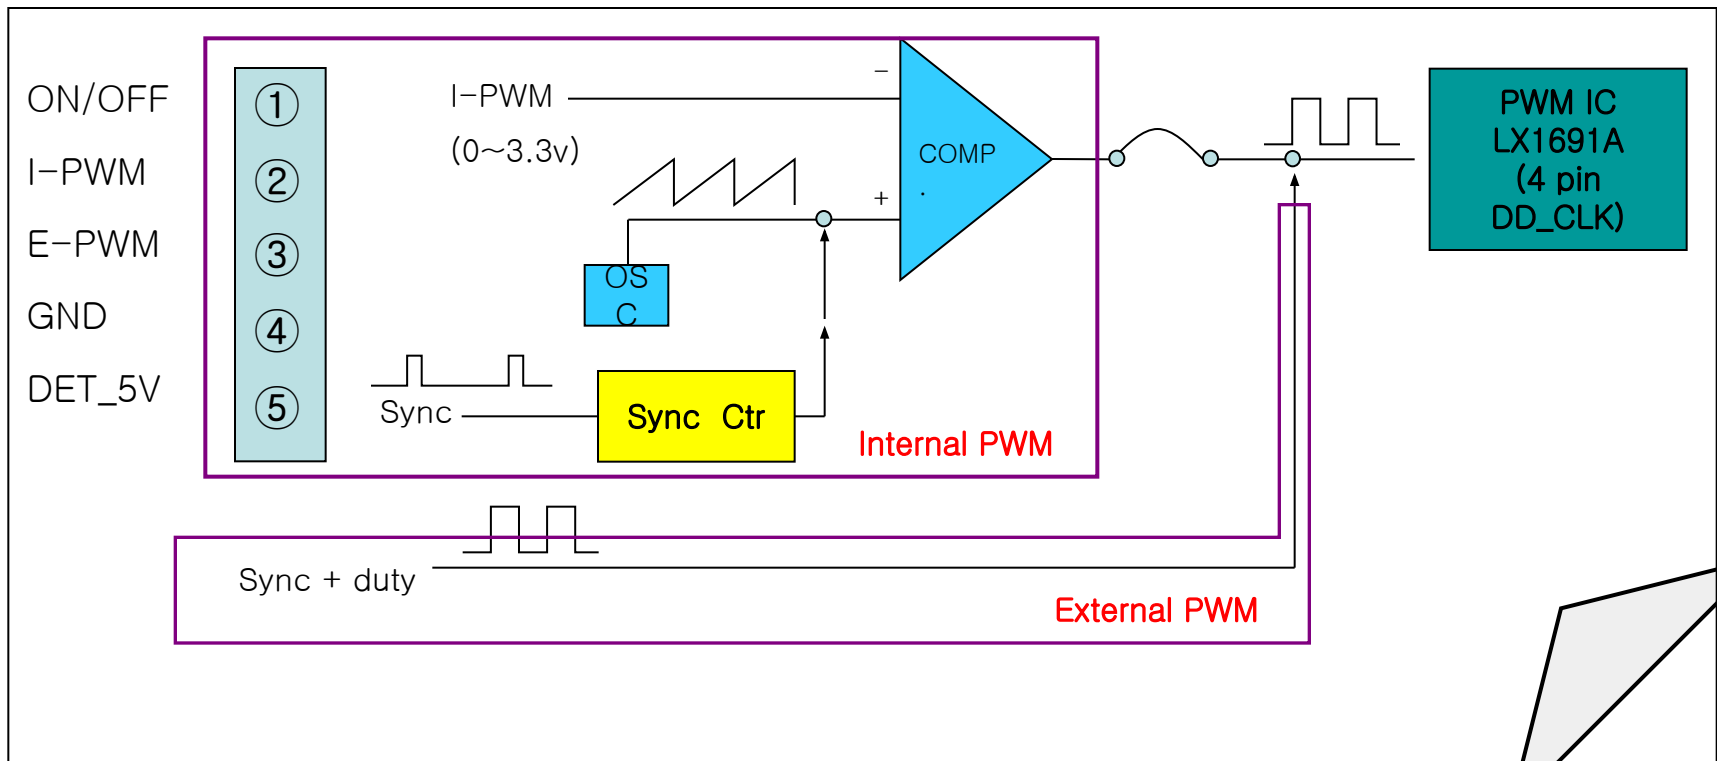 ON/OFF
I-PWM
E-PWM
GND
DET_5V
①
②
③
④
⑤
I-PWM
(0~3.3v)
−
+
COMP
.
OS
C
Sync
Sync Ctr
Internal PWM
PWM IC
LX1691A
(4 pin
DD_CLK)
Sync + duty
External PWM